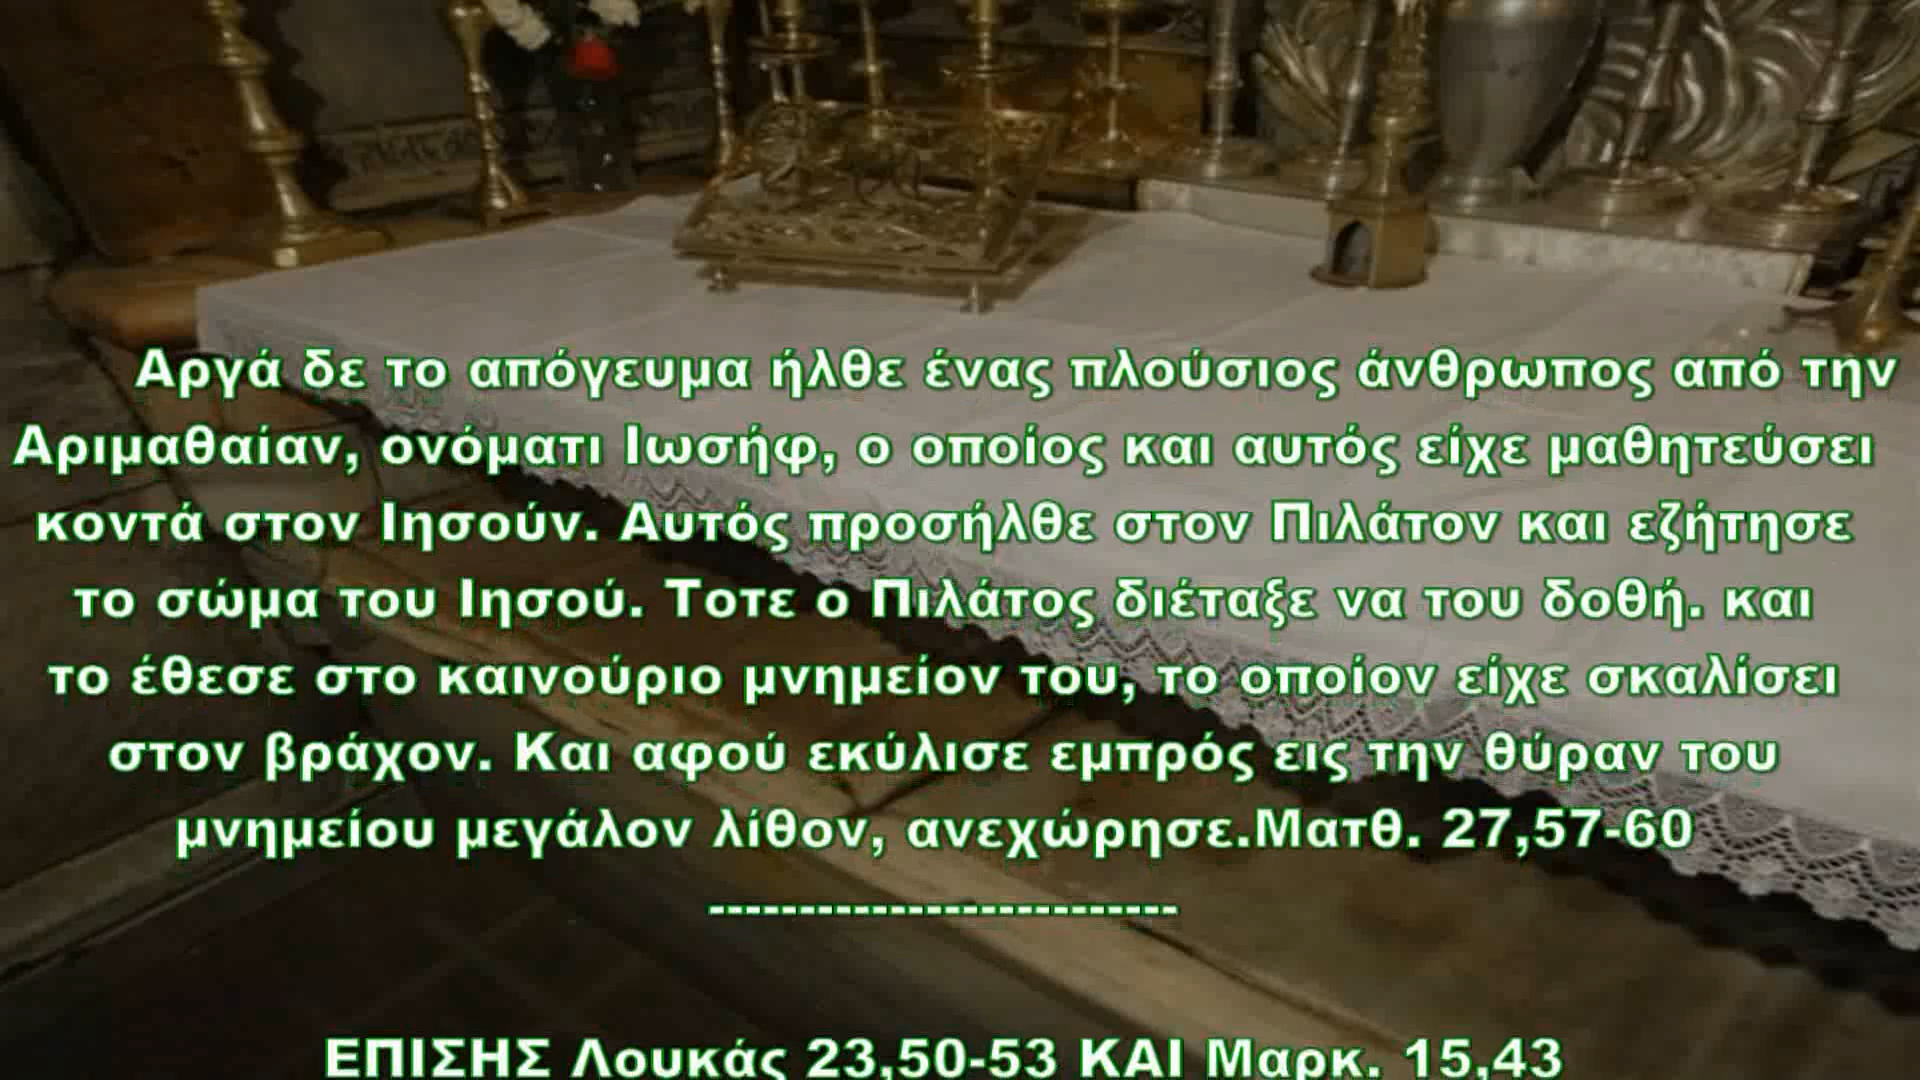 Αργά δε το απόγευμα ήλθε ένας πλούσιος άνθρωπος από την
Αριμαθαίαν, ονόματι Ιωσήφ, ο οποίος και αυτός είχε μαθητεύσει
κοντά στον Ιησούν. Αυτός προσήλθε στον Πιλάτον και εζήτησε
το σώμα του Ιησού. Τοτε ο Πιλάτος διέταξε να του δοθή. και
το έθεσε στο καινούριο μνημείον του, το οποίον είχε σκαλίσει
στον βράχον. Και αφού εκύλισε εμπρός εις την θύραν του
μνημείου μεγάλον λίθον, ανεχώρησε.Ματθ. 27,57-60
--------------------------
ΕΠΙΣΗΣ Λουκάς 23,50-53 ΚΑΙ Μαρκ. 15,43